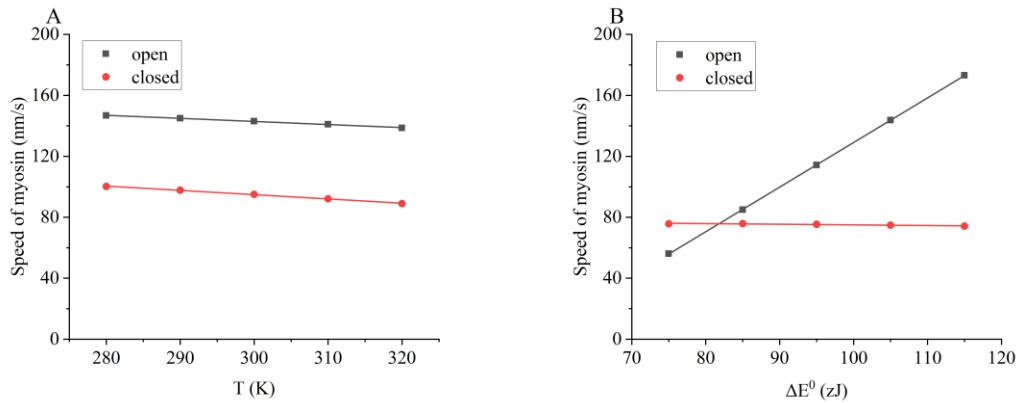 A
200
160
120
80
40
0
Speed of myosin (nm/s)
open
closed
280 290 300 310 320
T (K)
B
200
160
120
80
40
0
Speed of myosin (nm/s)
open
closed
70 80 90 100 110 120
ΔE⁰ (zJ)